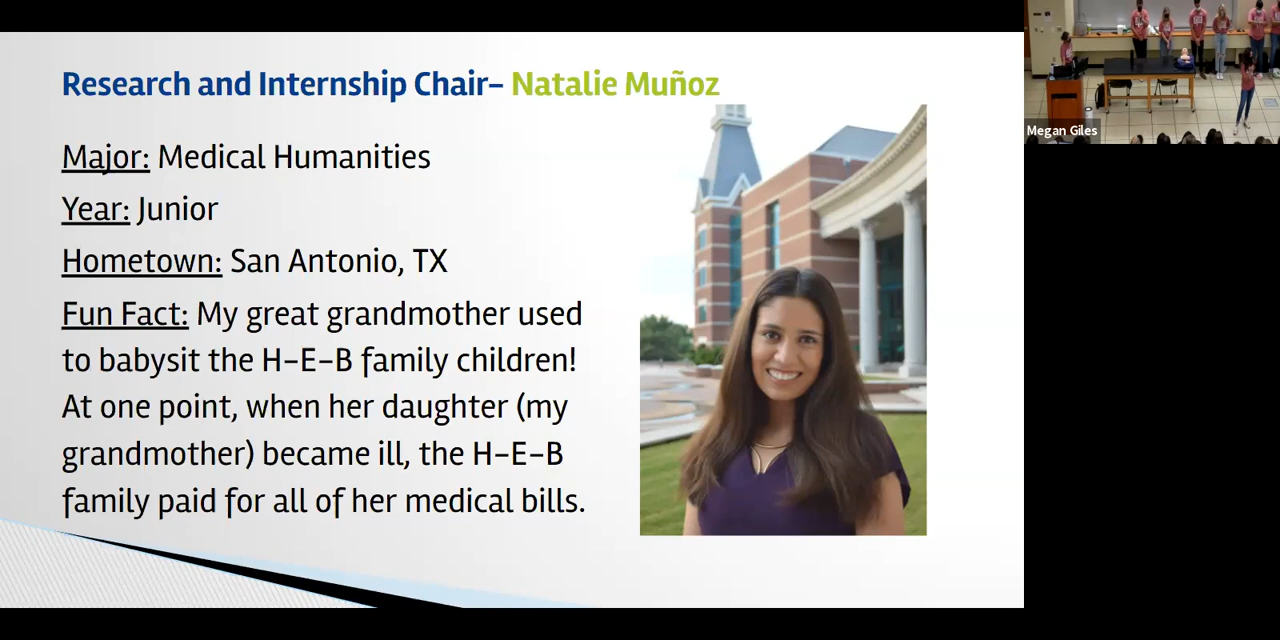 Research and Internship Chair– Natalie Muñoz
Major: Medical Humanities
Year: Junior
Hometown: San Antonio, TX
Fun Fact: My great grandmother used
to babysit the H–E–B family children!
At one point, when her daughter (my
grandmother) became ill, the H–E–B
family paid for all of her medical bills.
Megan Giles